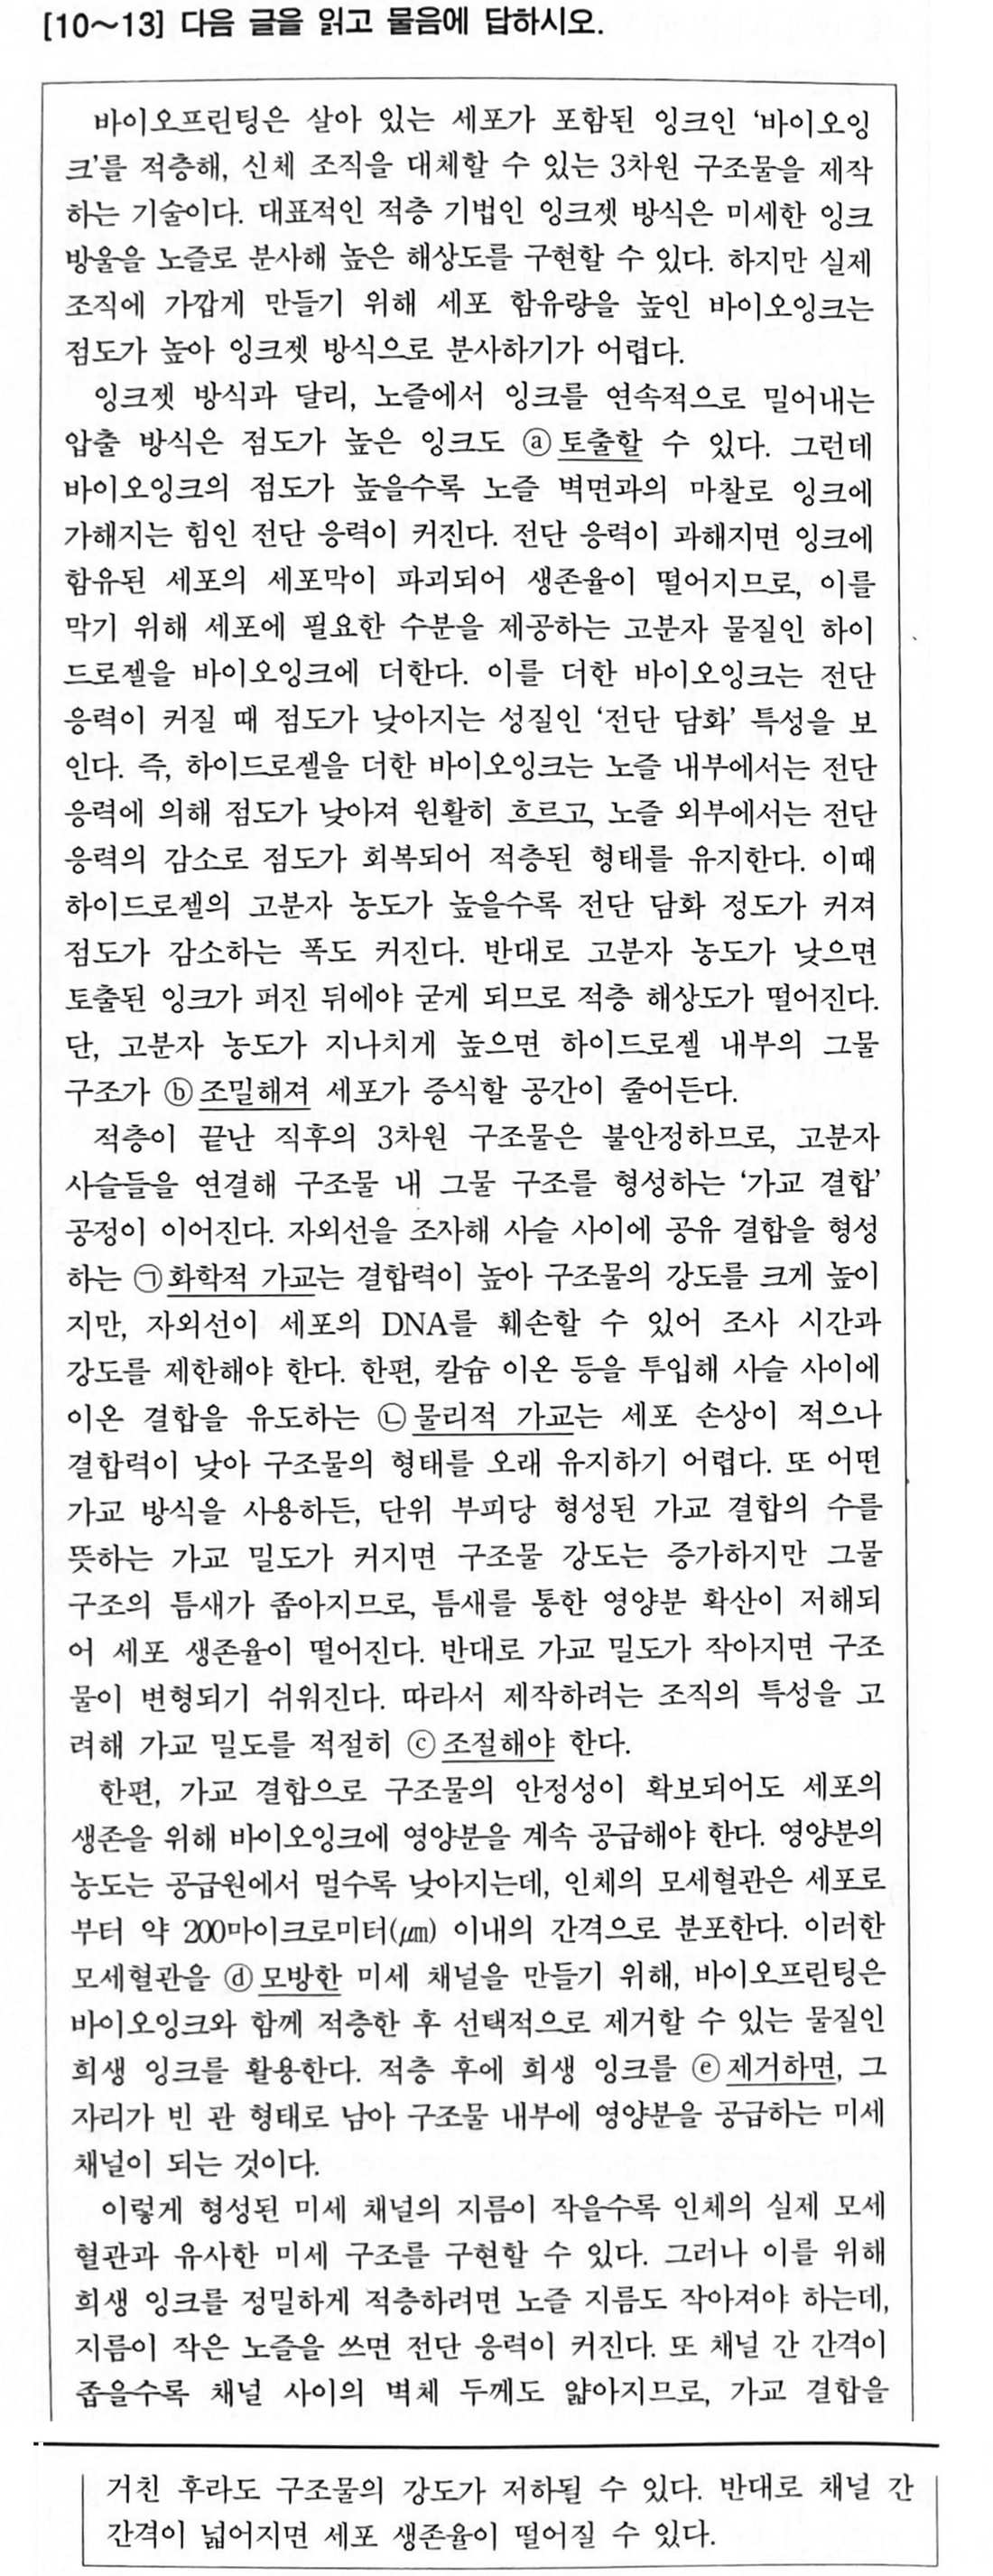 [10～13] 다음 글을 읽고 물음에 답하시오.
바이오프린팅은 살아 있는 세포가 포함된 잉크인 ‘바이오잉
크’를 적층해, 신체 조직을 대체할 수 있는 3차원 구조물을 제작
하는 기술이다. 대표적인 적층 기법인 잉크젯 방식은 미세한 잉크
방울을 노즐로 분사해 높은 해상도를 구현할 수 있다. 하지만 실제
조직에 가깝게 만들기 위해 세포 함유량을 높인 바이오잉크는
점도가 높아 잉크젯 방식으로 분사하기가 어렵다.
잉크젯 방식과 달리, 노즐에서 잉크를 연속적으로 밀어내는
압출 방식은 점도가 높은 잉크도 ⓐ토출할 수 있다. 그런데
바이오잉크의 점도가 높을수록 노즐 벽면과의 마찰로 잉크에
가해지는 힘인 전단 응력이 커진다. 전단 응력이 과해지면 잉크에
함유된 세포의 세포막이 파괴되어 생존율이 떨어지므로, 이를
막기 위해 세포에 필요한 수분을 제공하는 고분자 물질인 하이
드로젤을 바이오잉크에 더한다. 이를 더한 바이오잉크는 전단
응력이 커질 때 점도가 낮아지는 성질인 ‘전단 담화’ 특성을 보
인다. 즉, 하이드로젤을 더한 바이오잉크는 노즐 내부에서는 전단
응력에 의해 점도가 낮아져 원활히 흐르고, 노즐 외부에서는 전단
응력의 감소로 점도가 회복되어 적층된 형태를 유지한다. 이때
하이드로젤의 고분자 농도가 높을수록 전단 담화 정도가 커져
점도가 감소하는 폭도 커진다. 반대로 고분자 농도가 낮으면
토출된 잉크가 퍼진 뒤에야 굳게 되므로 적층 해상도가 떨어진다.
단, 고분자 농도가 지나치게 높으면 하이드로젤 내부의 그물
구조가 ⓑ조밀해져 세포가 증식할 공간이 줄어든다.
적층이 끝난 직후의 3차원 구조물은 불안정하므로, 고분자
사슬들을 연결해 구조물 내 그물 구조를 형성하는 ‘가교 결합’
공정이 이어진다. 자외선을 조사해 사슬 사이에 공유 결합을 형성
하는 ㉠화학적 가교는 결합력이 높아 구조물의 강도를 크게 높이
지만, 자외선이 세포의 DNA를 훼손할 수 있어 조사 시간과
강도를 제한해야 한다. 한편, 칼슘 이온 등을 투입해 사슬 사이에
이온 결합을 유도하는 ㉡물리적 가교는 세포 손상이 적으나
결합력이 낮아 구조물의 형태를 오래 유지하기 어렵다. 또 어떤
가교 방식을 사용하든, 단위 부피당 형성된 가교 결합의 수를
뜻하는 가교 밀도가 커지면 구조물 강도는 증가하지만 그물
구조의 틈새가 좁아지므로, 틈새를 통한 영양분 확산이 저해되
어 세포 생존율이 떨어진다. 반대로 가교 밀도가 작아지면 구조
물이 변형되기 쉬워진다. 따라서 제작하려는 조직의 특성을 고
려해 가교 밀도를 적절히 ⓒ조절해야 한다.
한편, 가교 결합으로 구조물의 안정성이 확보되어도 세포의
생존을 위해 바이오잉크에 영양분을 계속 공급해야 한다. 영양분의
농도는 공급원에서 멀수록 낮아지는데, 인체의 모세혈관은 세포로
부터 약 200마이크로미터(㎛) 이내의 간격으로 분포한다. 이러한
모세혈관을 ⓓ모방한 미세 채널을 만들기 위해, 바이오프린팅은
바이오잉크와 함께 적층한 후 선택적으로 제거할 수 있는 물질인
희생 잉크를 활용한다. 적층 후에 희생 잉크를 ⓔ제거하면, 그
자리가 빈 관 형태로 남아 구조물 내부에 영양분을 공급하는 미세
채널이 되는 것이다.
이렇게 형성된 미세 채널의 지름이 작을수록 인체의 실제 모세
혈관과 유사한 미세 구조를 구현할 수 있다. 그러나 이를 위해
희생 잉크를 정밀하게 적층하려면 노즐 지름도 작아져야 하는데,
지름이 작은 노즐을 쓰면 전단 응력이 커진다. 또 채널 간 간격이
좁을수록 채널 사이의 벽체 두께도 얇아지므로, 가교 결합을
거친 후라도 구조물의 강도가 저하될 수 있다. 반대로 채널 간
간격이 넓어지면 세포 생존율이 떨어질 수 있다.